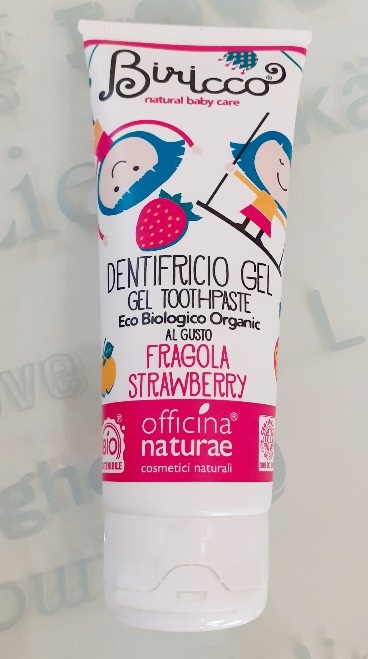 Biricco®
natural baby care
DENTIFRICIO GEL
GEL TOOTHPASTE
Eco Biologico Organic
AL GUSTO
FRAGOLA
STRAWBERRY
officina®
naturae
cosmetici naturali
BIO